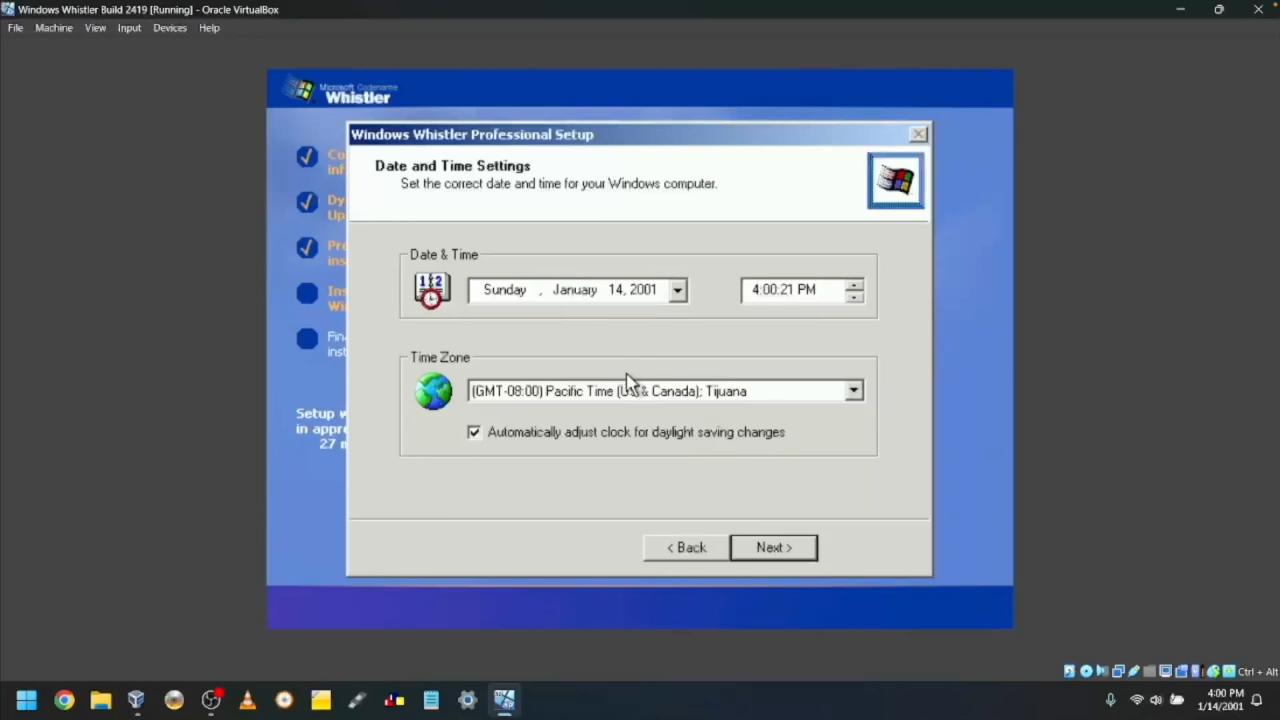 Windows Whistler Build 2419 [Running] - Oracle VirtualBox
File Machine View Input Devices Help
Microsoft Codename
Whistler
Windows Whistler Professional Setup
Date and Time Settings
Set the correct date and time for your Windows computer.
Date & Time
Sunday , January 14, 2001
4:00:21 PM
Time Zone
(GMT-08:00) Pacific Time (US & Canada); Tijuana
Automatically adjust clock for daylight saving changes
Setup w
in appr
27 m
< Back
Next >
Ctrl + Alt
4:00 PM
1/14/2001